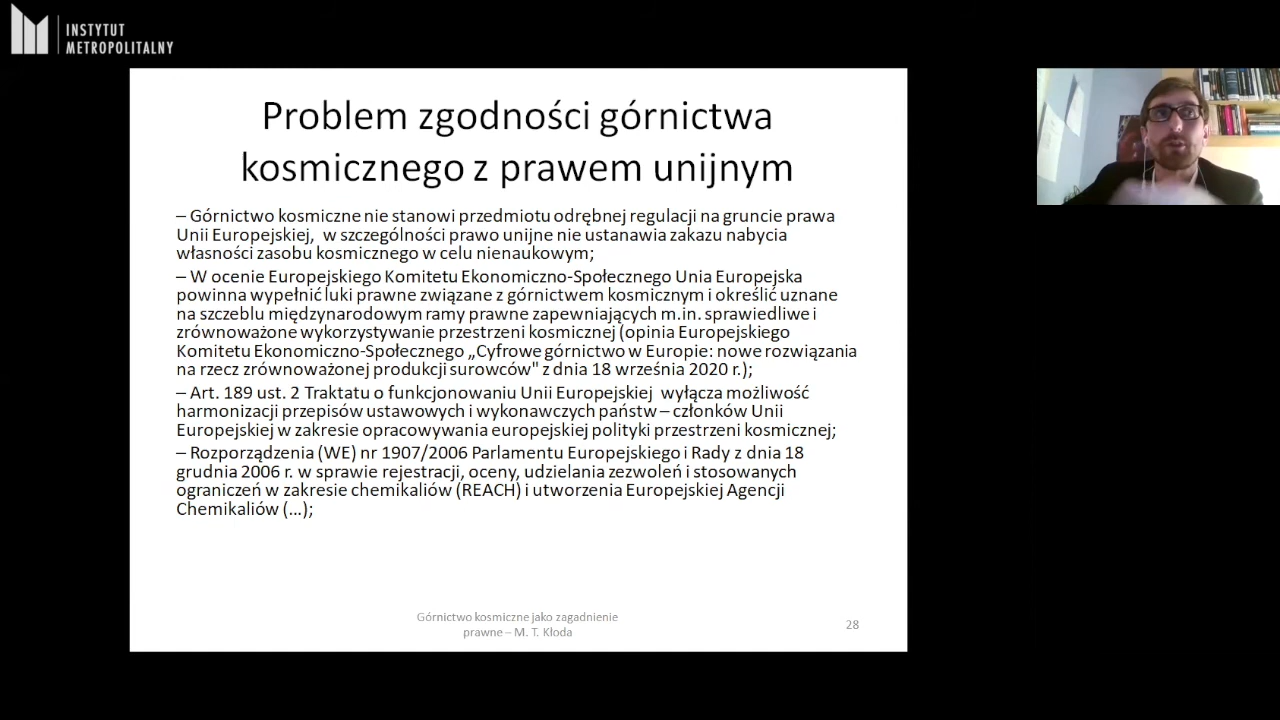 INSTYTUT
METROPOLITALNY
Problem zgodności górnictwa
kosmicznego z prawem unijnym
– Górnictwo kosmiczne nie stanowi przedmiotu odrębnej regulacji na gruncie prawa
Unii Europejskiej, w szczególności prawo unijne nie ustanawia zakazu nabycia
własności zasobu kosmicznego w celu nienaukowym;
– W ocenie Europejskiego Komitetu Ekonomiczno-Społecznego Unia Europejska
powinna wypełnić luki prawne związane z górnictwem kosmicznym i określić uznane
na szczeblu międzynarodowym ramy prawne zapewniających m.in. sprawiedliwe i
zrównoważone wykorzystywanie przestrzeni kosmicznej (opinia Europejskiego
Komitetu Ekonomiczno-Społecznego „Cyfrowe górnictwo w Europie: nowe rozwiązania
na rzecz zrównoważonej produkcji surowców" z dnia 18 września 2020 r.);
– Art. 189 ust. 2 Traktatu o funkcjonowaniu Unii Europejskiej wyłącza możliwość
harmonizacji przepisów ustawowych i wykonawczych państw – członków Unii
Europejskiej w zakresie opracowywania europejskiej polityki przestrzeni kosmicznej;
– Rozporządzenia (WE) nr 1907/2006 Parlamentu Europejskiego i Rady z dnia 18
grudnia 2006 r. w sprawie rejestracji, oceny, udzielania zezwoleń i stosowanych
ograniczeń w zakresie chemikaliów (REACH) i utworzenia Europejskiej Agencji
Chemikaliów (...);
Górnictwo kosmiczne jako zagadnienie
prawne – M. T. Kłoda
28